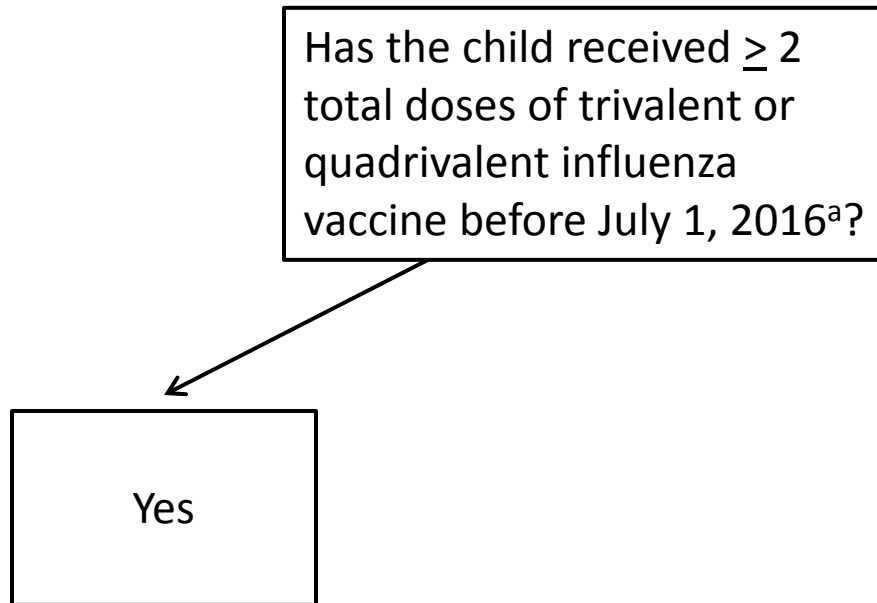 Has the child received ≥ 2
total doses of trivalent or
quadrivalent influenza
vaccine before July 1, 2016ᵃ?
Yes